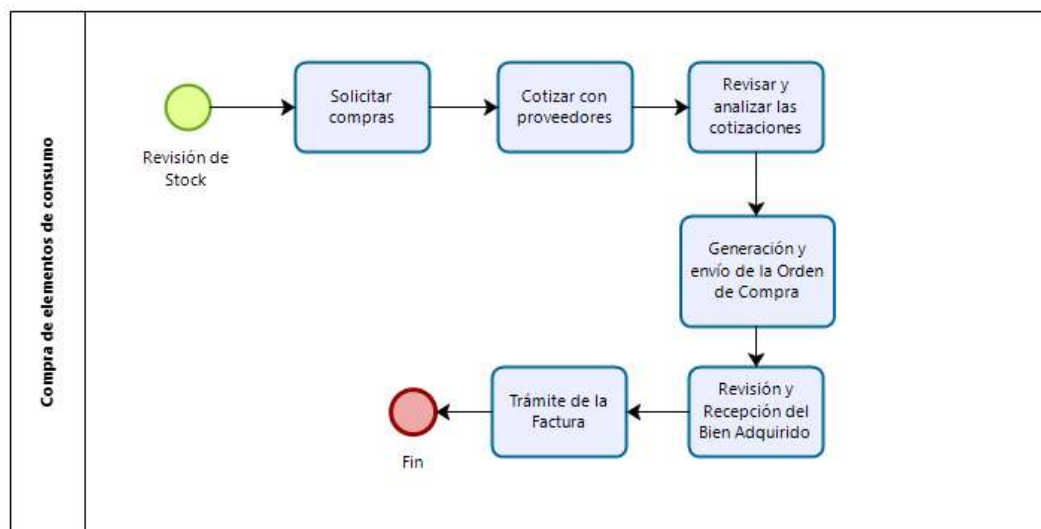 Compra de elementos de consumo
Revisión de
Stock
Solicitar
compras
Cotizar con
proveedores
Revisar y
analizar las
cotizaciones
Generación y
envío de la Orden
de Compra
Revisión y
Recepción del
Bien Adquirido
Trámite de la
Factura
Fin